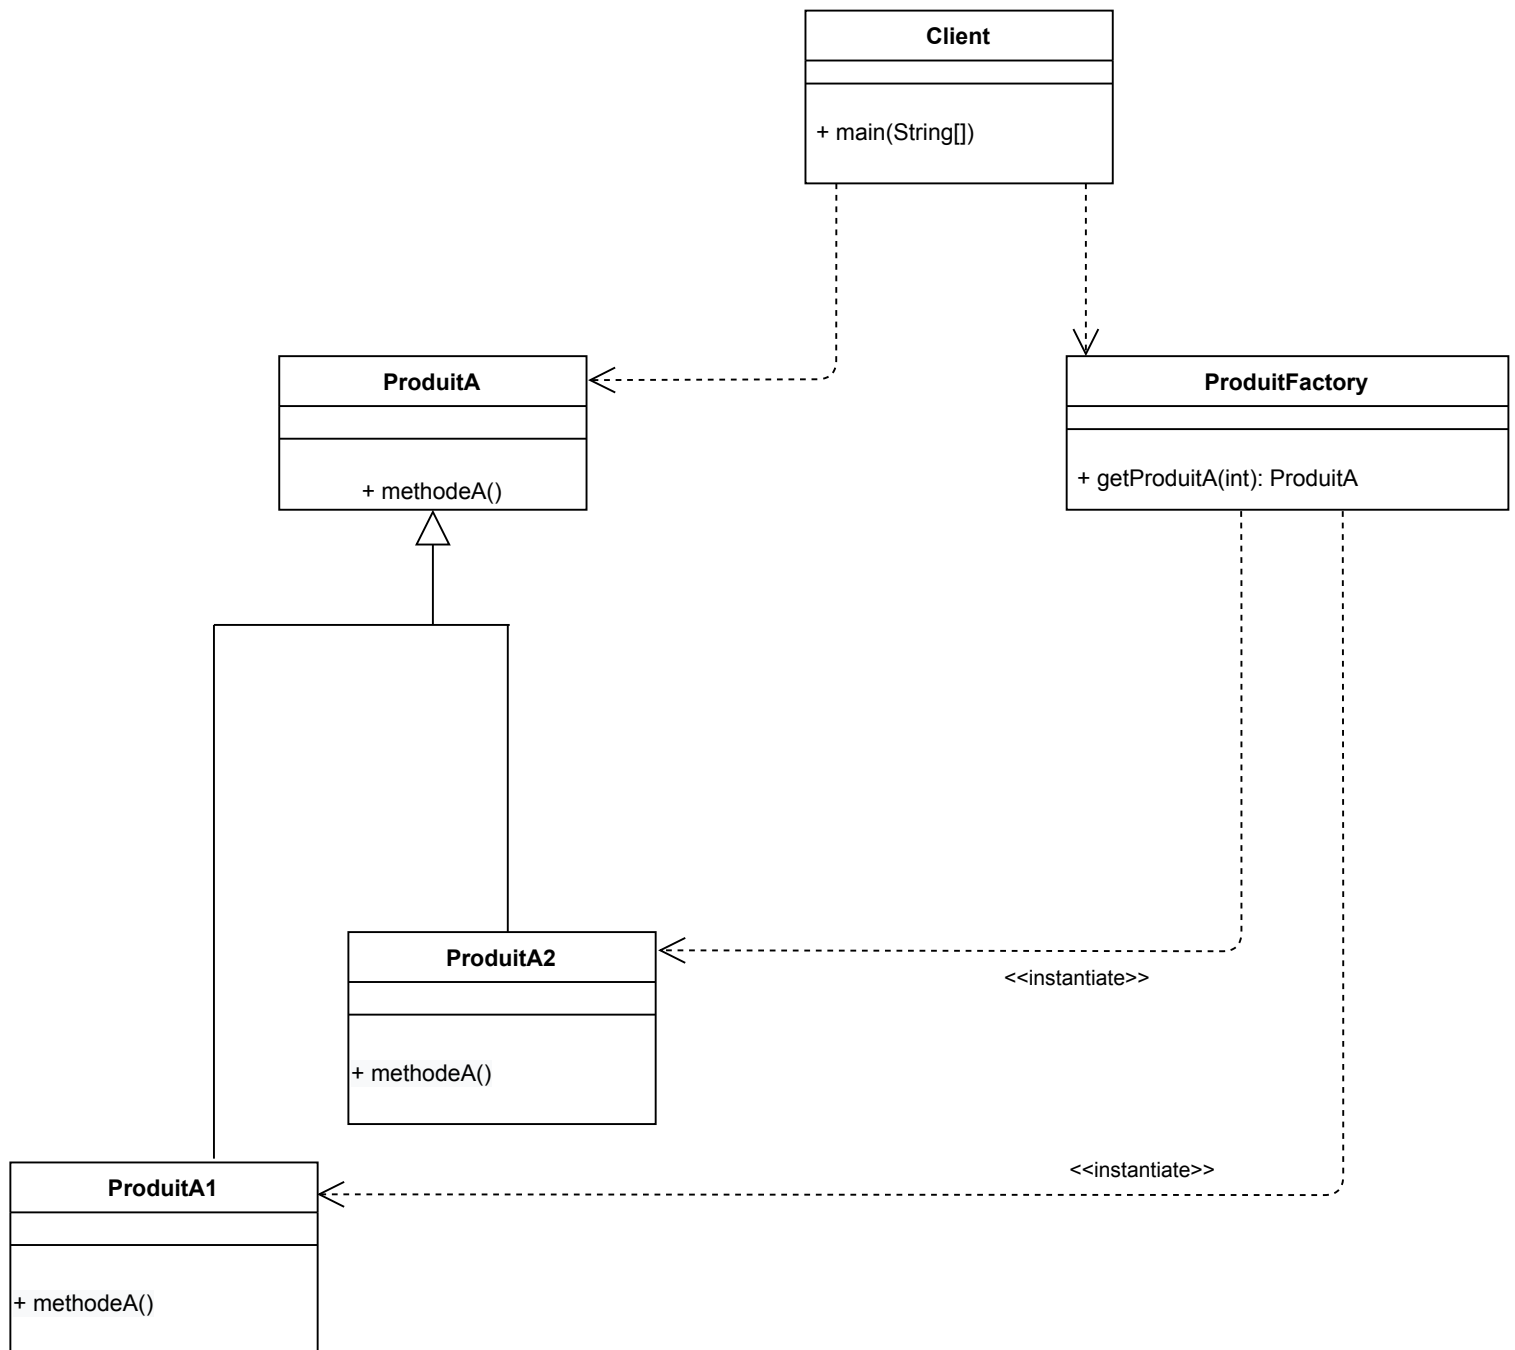 Client
+ main(String[])
ProduitA
+ methodeA()
ProduitFactory
+ getProduitA(int): ProduitA
ProduitA2
+ methodeA()
<<instantiate>>
ProduitA1
+ methodeA()
<<instantiate>>